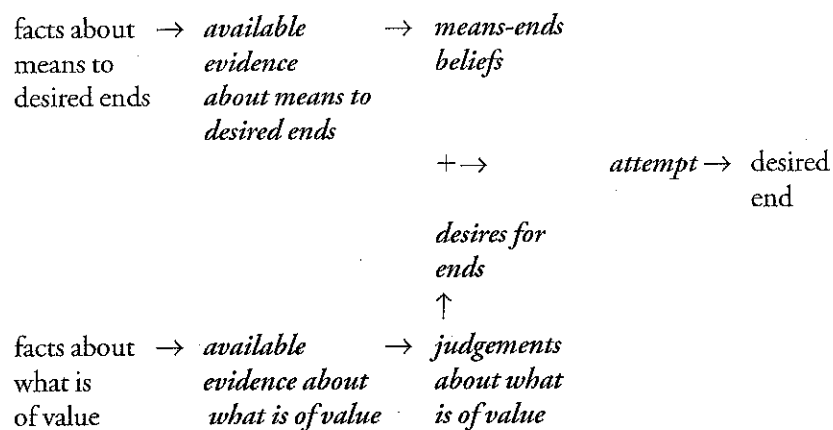 facts about → available → means-ends
means to evidence beliefs
desired ends about means to
desired ends
+→ attempt → desired
end
desires for
ends
↑
facts about → available → judgements
what is evidence about about what
of value what is of value is of value